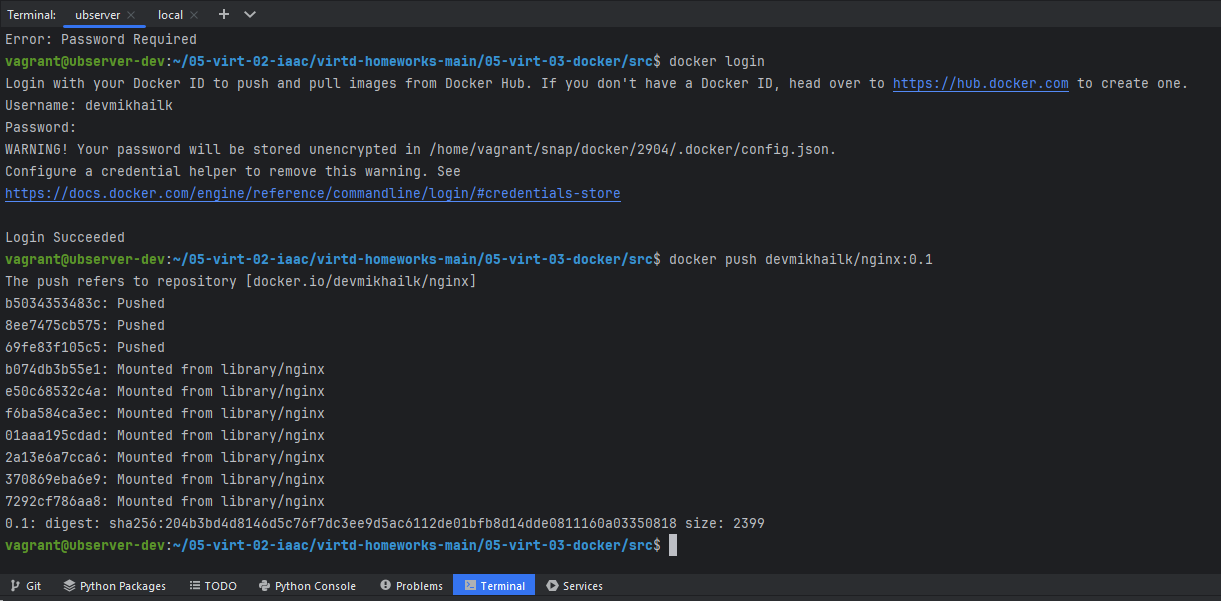 Terminal: ubserver × local × +
Error: Password Required
vagrant@ubserver-dev:~/05-virt-02-iaac/virtd-homeworks-main/05-virt-03-docker/src$ docker login
Login with your Docker ID to push and pull images from Docker Hub. If you don't have a Docker ID, head over to https://hub.docker.com to create one.
Username: devmikhailk
Password:
WARNING! Your password will be stored unencrypted in /home/vagrant/snap/docker/2904/.docker/config.json.
Configure a credential helper to remove this warning. See
https://docs.docker.com/engine/reference/commandline/login/#credentials-store
Login Succeeded
vagrant@ubserver-dev:~/05-virt-02-iaac/virtd-homeworks-main/05-virt-03-docker/src$ docker push devmikhailk/nginx:0.1
The push refers to repository [docker.io/devmikhailk/nginx]
b5034353483c: Pushed
8ee7475cb575: Pushed
69fe83f105c5: Pushed
b074db3b55e1: Mounted from library/nginx
e50c68532c4a: Mounted from library/nginx
f6ba584ca3ec: Mounted from library/nginx
01aaa195cdad: Mounted from library/nginx
2a13e6a7cca6: Mounted from library/nginx
370869eba6e9: Mounted from library/nginx
7292cf786aa8: Mounted from library/nginx
0.1: digest: sha256:204b3bd4d8146d5c76f7dc3ee9d5ac6112de01bfb8d14dde0811160a03350818 size: 2399
vagrant@ubserver-dev:~/05-virt-02-iaac/virtd-homeworks-main/05-virt-03-docker/src$
Git Python Packages TODO Python Console Problems Terminal Services